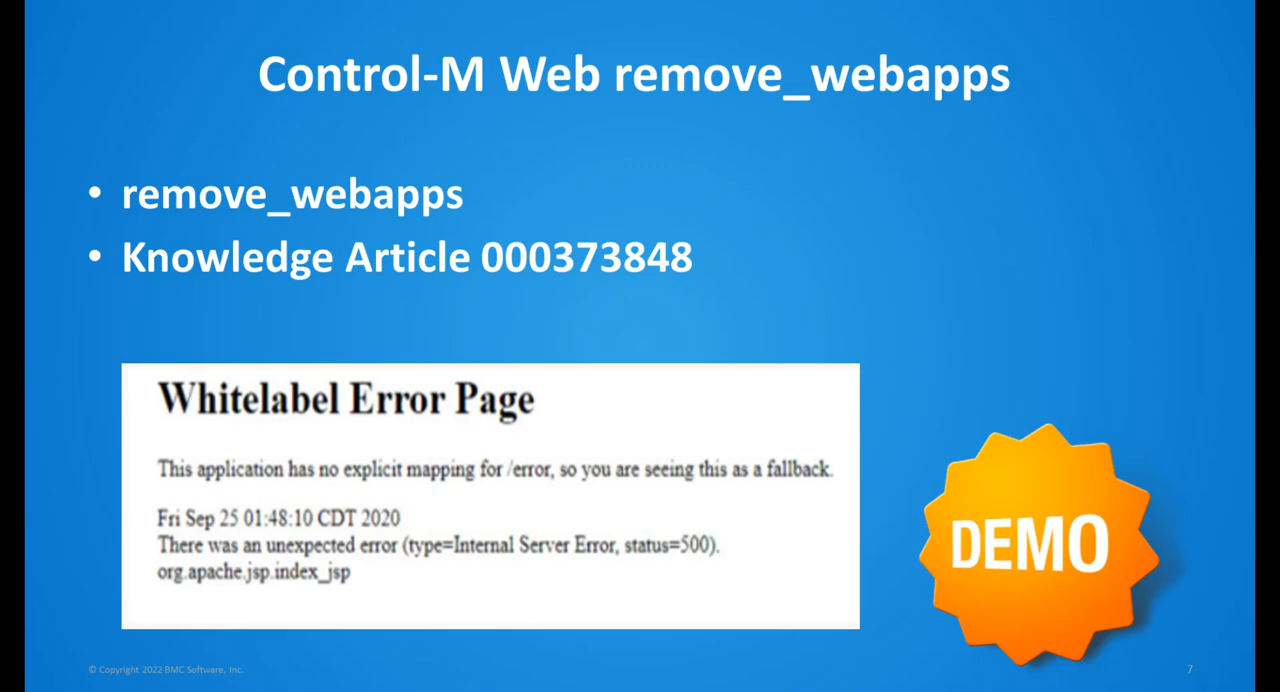 Control-M Web remove_webapps
• remove_webapps
• Knowledge Article 000373848
Whitelabel Error Page
This application has no explicit mapping for /error, so you are seeing this as a fallback.
Fri Sep 25 01:48:10 CDT 2020
There was an unexpected error (type=Internal Server Error, status=500).
org.apache.jsp.index_jsp
DEMO
© Copyright 2022 BMC Software, Inc.
7